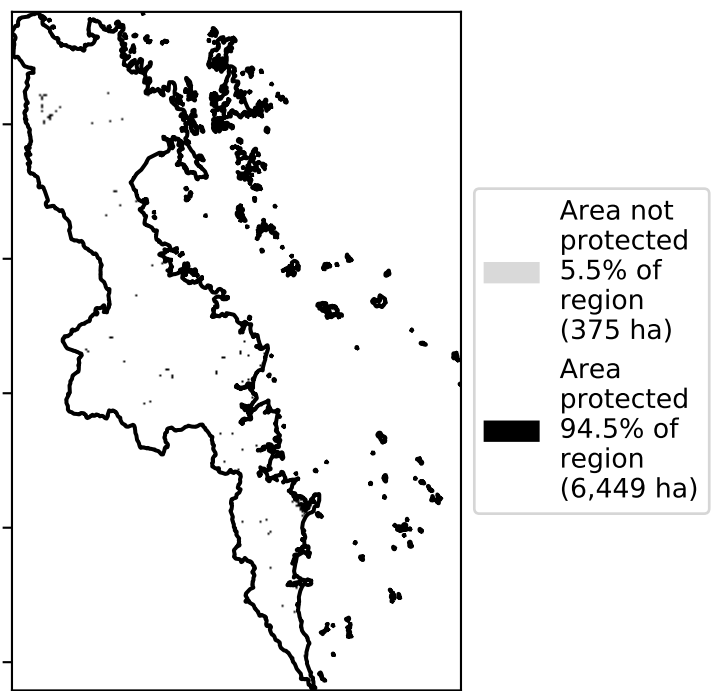 Area not
protected
5.5% of
region
(375 ha)
Area
protected
94.5% of
region
(6,449 ha)